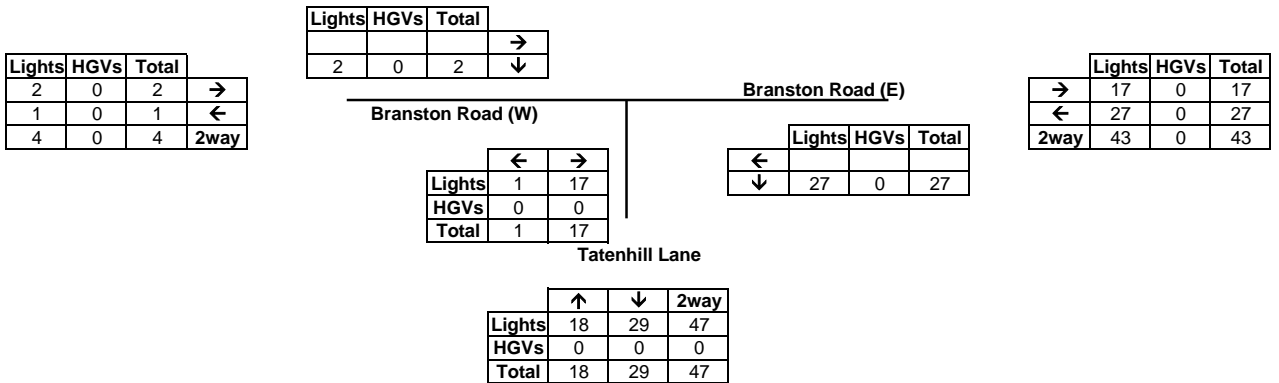 Lights HGVs Total
→
2 0 2 ↓
Lights HGVs Total
2 0 2 →
1 0 1 ←
4 0 4 2way
Lights HGVs Total
→ 17 0 17
← 27 0 27
2way 43 0 43
Branston Road (E)
Branston Road (W)
Lights HGVs Total
←
↓ 27 0 27
← →
Lights 1 17
HGVs 0 0
Total 1 17
Tatenhill Lane
↑ ↓ 2way
Lights 18 29 47
HGVs 0 0 0
Total 18 29 47